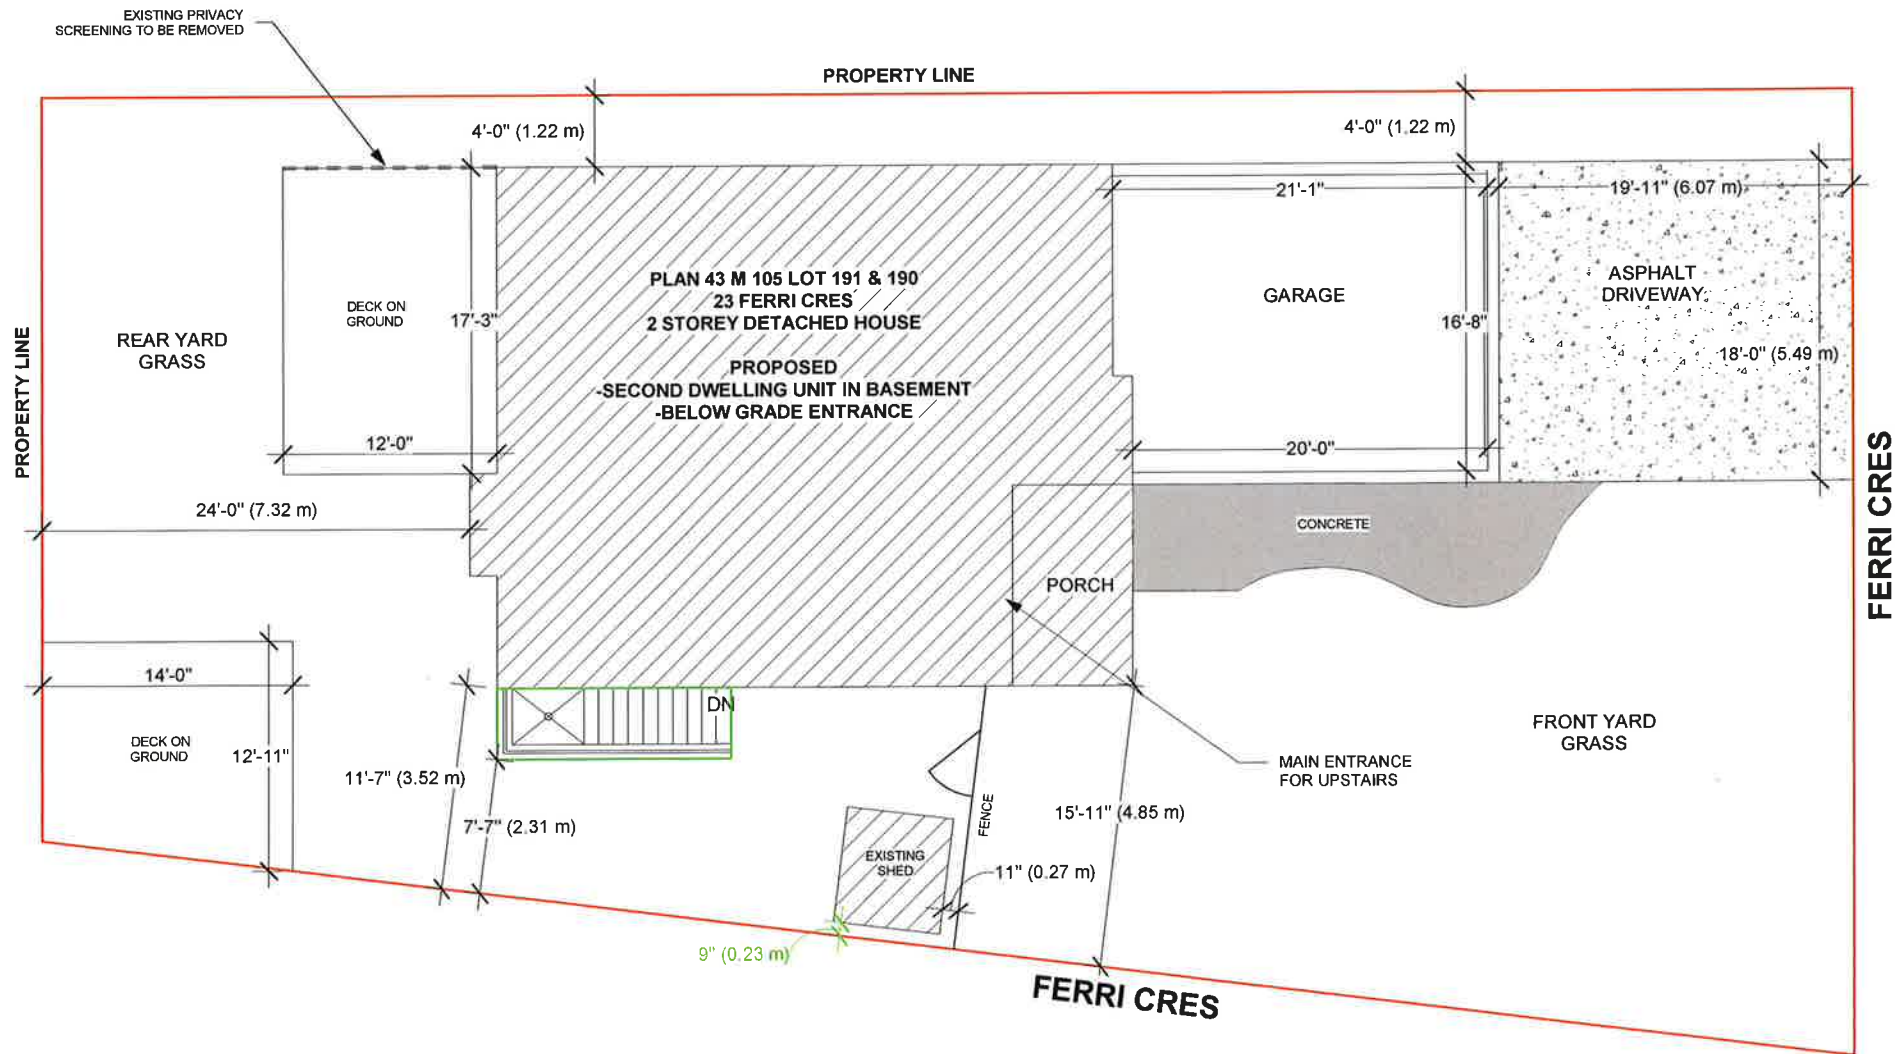 EXISTING PRIVACY
SCREENING TO BE REMOVED
PROPERTY LINE
4'-0" (1.22 m)
4'-0" (1.22 m)
21'-1"
19'-11" (6.07 m)
PLAN 43 M 105 LOT 191 & 190
23 FERRI CRES
2 STOREY DETACHED HOUSE
PROPOSED
-SECOND DWELLING UNIT IN BASEMENT
-BELOW GRADE ENTRANCE
GARAGE
ASPHALT
DRIVEWAY
DECK ON
GROUND
17'-3"
16'-8"
18'-0" (5.49 m)
REAR YARD
GRASS
PROPERTY LINE
12'-0"
20'-0"
24'-0" (7.32 m)
CONCRETE
FERRI CRES
PORCH
14'-0"
DN
DECK ON
GROUND
12'-11"
11'-7" (3.52 m)
7'-7" (2.31 m)
FRONT YARD
GRASS
MAIN ENTRANCE
FOR UPSTAIRS
FENCE
15'-11" (4.85 m)
EXISTING
SHED
11" (0.27 m)
9" (0.23 m)
FERRI CRES